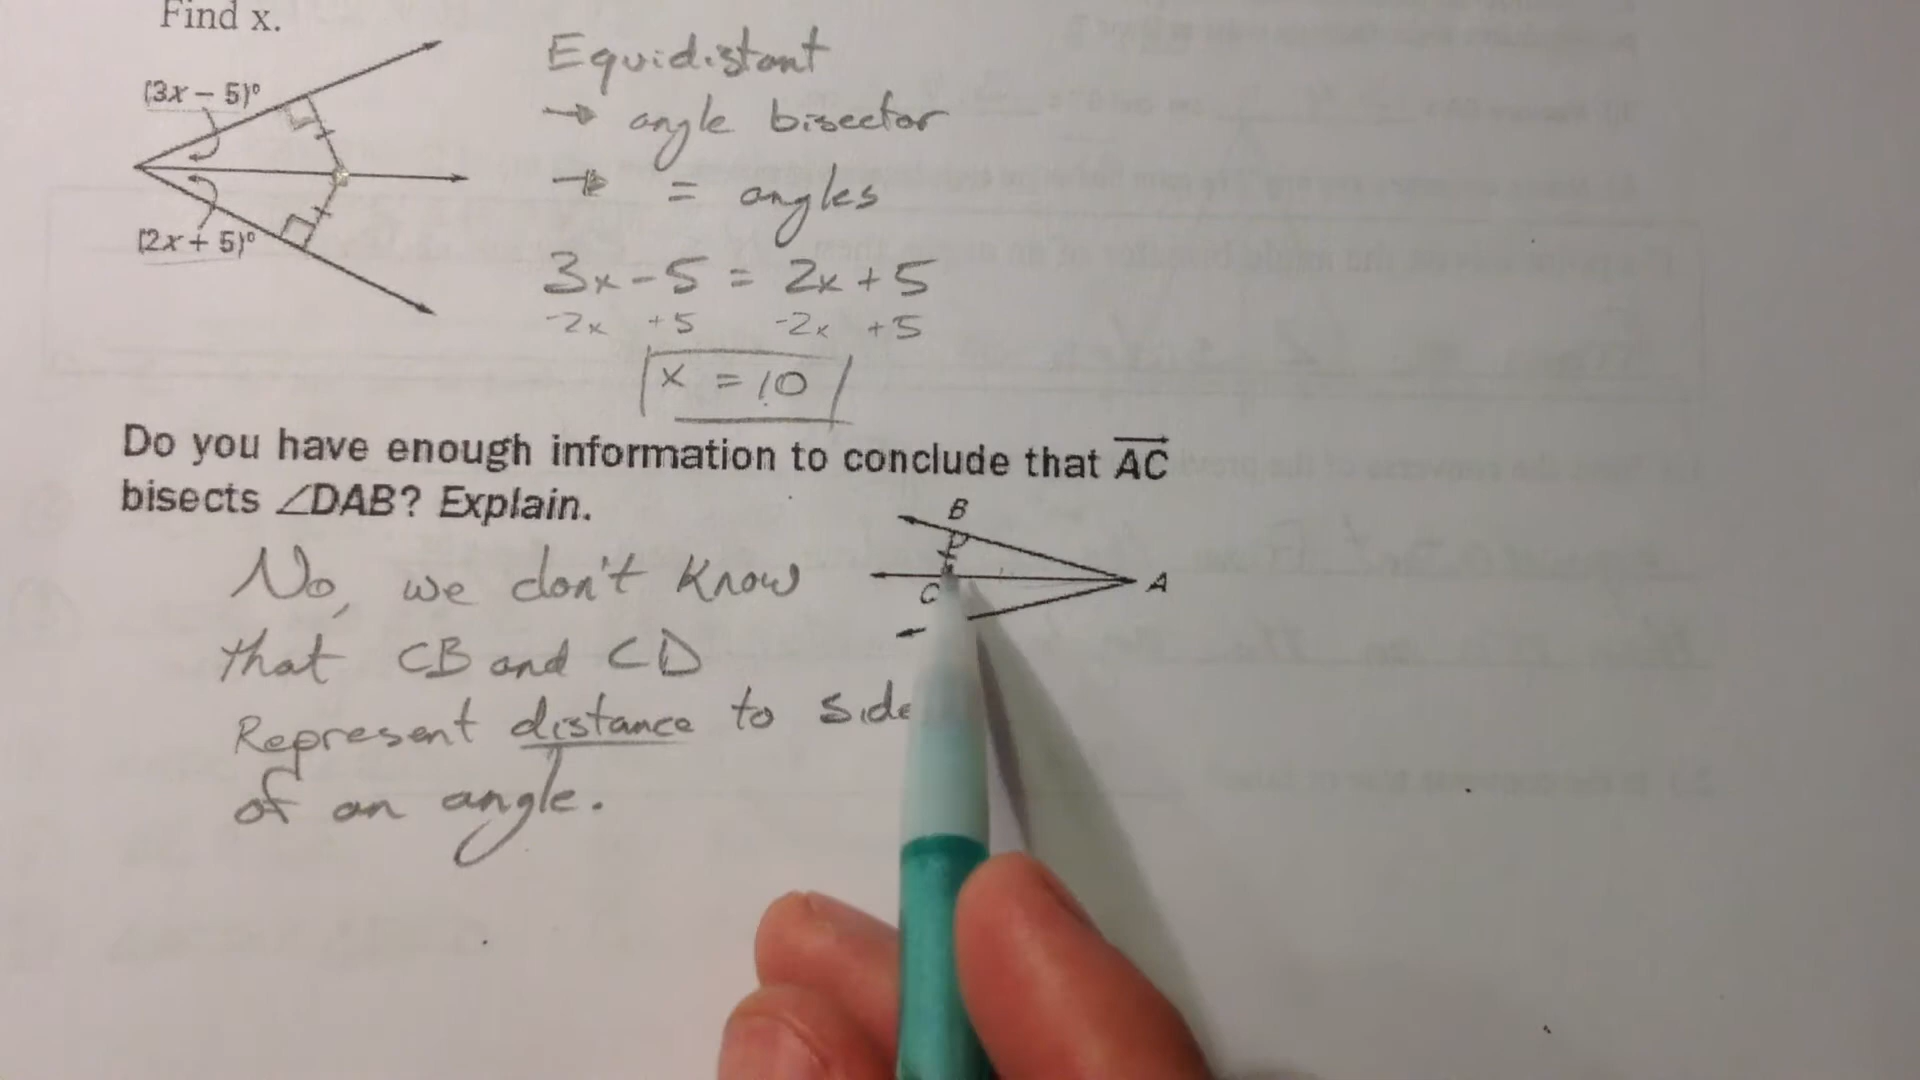 Find x.
(3x – 5)°
(2x + 5)°
Equidistant
→ angle bisector
→ = angles
3x - 5 = 2x + 5
-2x +5 -2x +5
x = 10
Do you have enough information to conclude that AC
bisects ∠DAB? Explain.
B
C
A
No, we don't know
that CB and CD
Represent distance to side
of an angle.